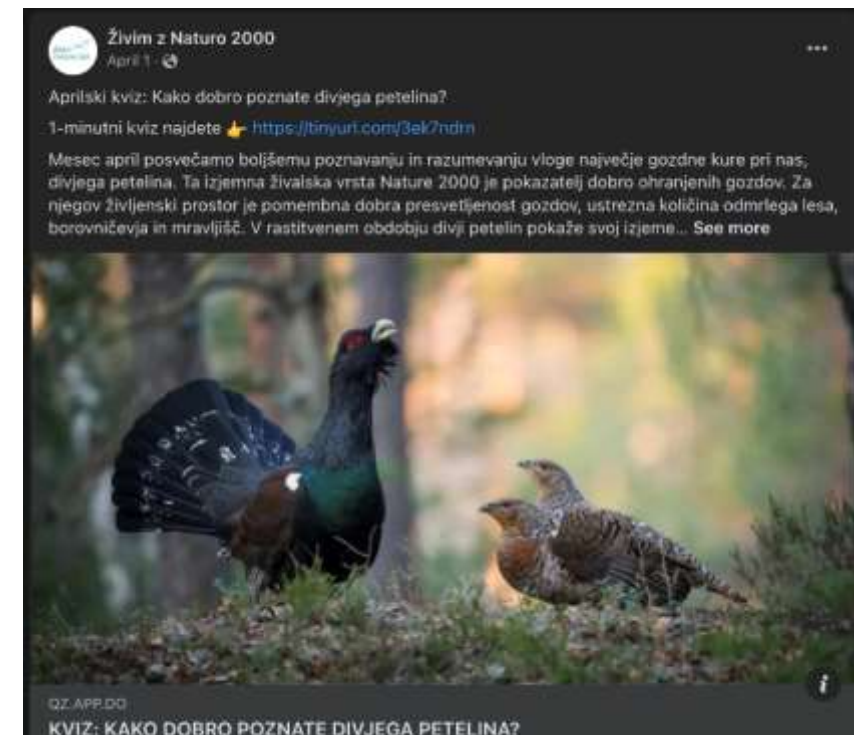 Živim z Naturo 2000
April 1 ·
Aprilski kviz: Kako dobro poznate divjega petelina?
1-minutni kviz najdete 👉 https://tinyurl.com/3ek7ndrn
Mesec april posvečamo boljšemu poznavanju in razumevanju vloge največje gozdne kure pri nas,
divjega petelina. Ta izjemna živalska vrsta Nature 2000 je pokazatelj dobro ohranjenih gozdov. Za
njegov življenski prostor je pomembna dobra presvetljenost gozdov, ustrezna količina odmrlega lesa,
borovničevja in mravljišč. V rastitvenem obdobju divji petelin pokaže svoj izjeme... See more
QZ.APP.DO
KVIZ: KAKO DOBRO POZNATE DIVJEGA PETELINA?